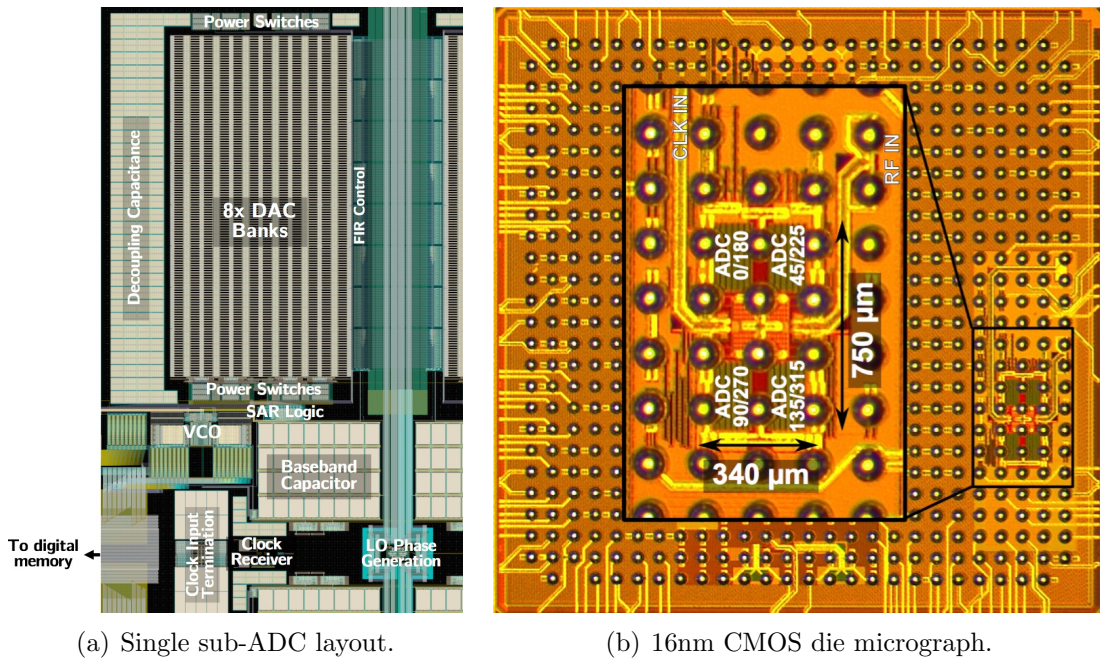 Power Switches
Decoupling Capacitance
8x DAC
Banks
FIR Control
Power Switches
SAR Logic
VCO
Baseband
Capacitor
Clock Input
Termination
Clock
Receiver
LO Phase
Generation
To digital
memory
(a) Single sub-ADC layout.
CLK IN
RF IN
ADC
0/180
ADC
45/225
750 µm
ADC
90/270
ADC
135/315
340 µm
(b) 16nm CMOS die micrograph.